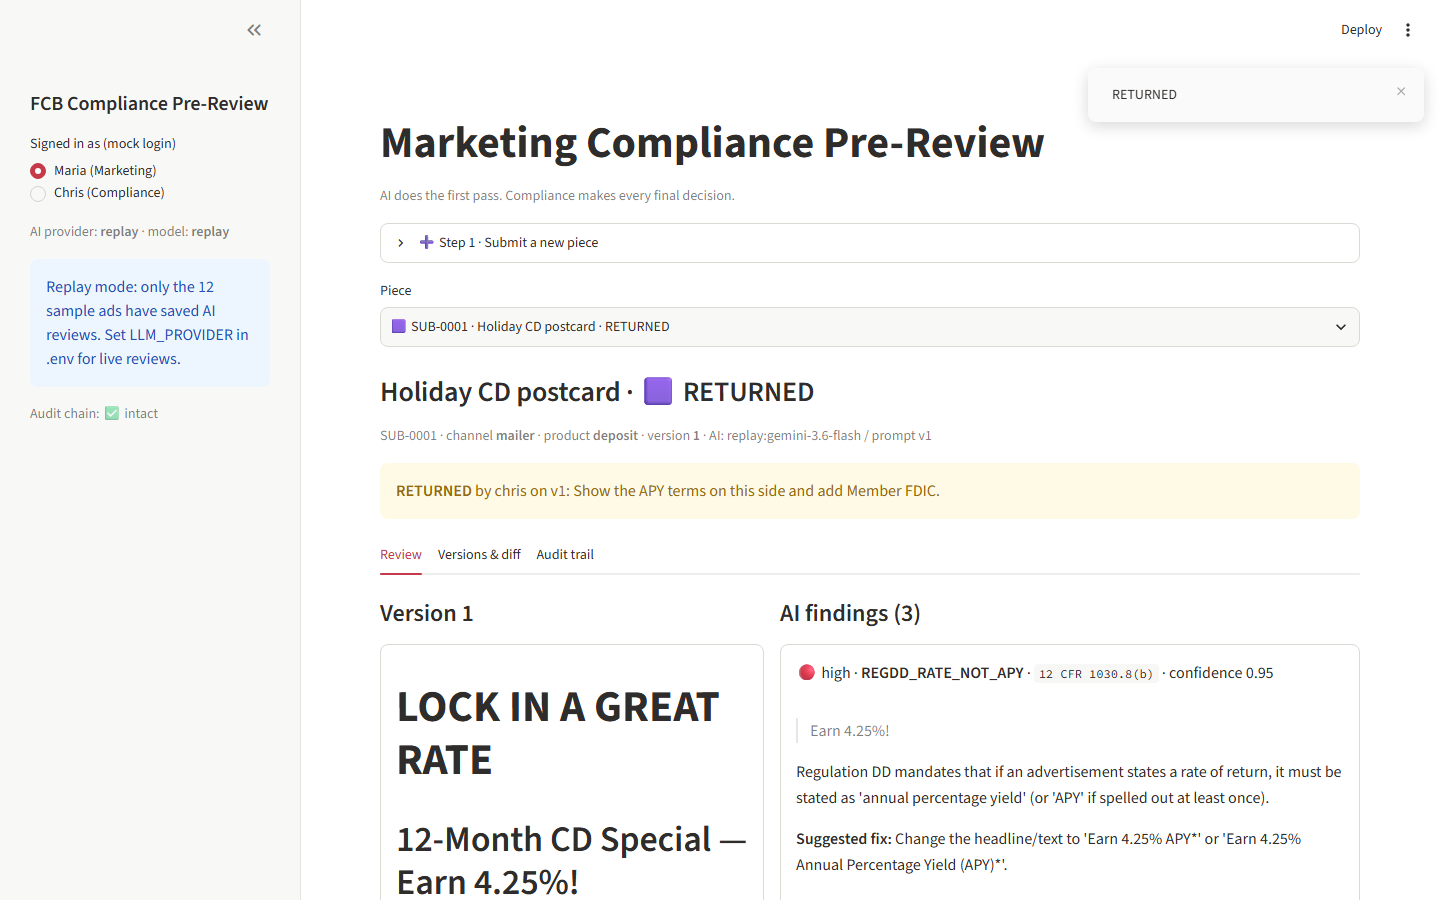 Deploy
RETURNED
FCB Compliance Pre-Review
Signed in as (mock login)
Maria (Marketing)
Chris (Compliance)
AI provider: replay · model: replay
Replay mode: only the 12
sample ads have saved AI
reviews. Set LLM_PROVIDER in
.env for live reviews.
Audit chain: ✅ intact
Marketing Compliance Pre-Review
AI does the first pass. Compliance makes every final decision.
➕ Step 1 · Submit a new piece
Piece
🟪 SUB-0001 · Holiday CD postcard · RETURNED
Holiday CD postcard · 🟪 RETURNED
SUB-0001 · channel mailer · product deposit · version 1 · AI: replay:gemini-3.6-flash / prompt v1
RETURNED by chris on v1: Show the APY terms on this side and add Member FDIC.
Review
Versions & diff
Audit trail
Version 1
LOCK IN A GREAT
RATE
12-Month CD Special —
Earn 4.25%!
AI findings (3)
🔴 high · REGDD_RATE_NOT_APY · 12 CFR 1030.8(b) · confidence 0.95
Earn 4.25%!
Regulation DD mandates that if an advertisement states a rate of return, it must be
stated as 'annual percentage yield' (or 'APY' if spelled out at least once).
Suggested fix: Change the headline/text to 'Earn 4.25% APY*' or 'Earn 4.25%
Annual Percentage Yield (APY)*'.